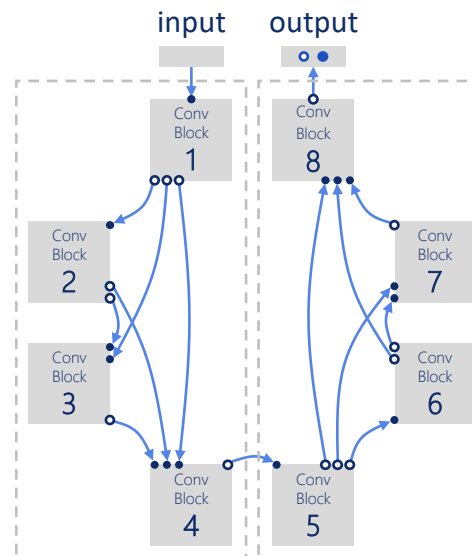 input
output
Conv
Block
1
Conv
Block
2
Conv
Block
3
Conv
Block
4
Conv
Block
8
Conv
Block
7
Conv
Block
6
Conv
Block
5